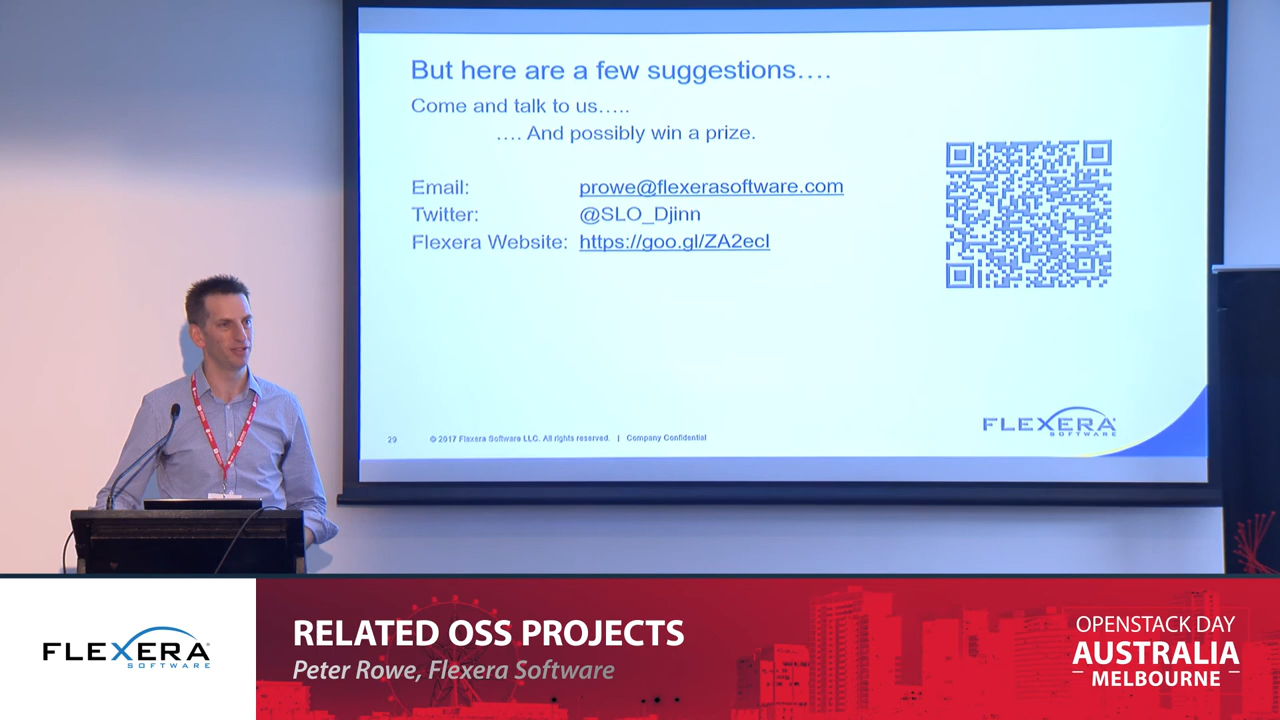 But here are a few suggestions….
Come and talk to us…..
…. And possibly win a prize.
Email: prowe@flexerasoftware.com
Twitter: @SLO_Djinn
Flexera Website: https://goo.gl/ZA2ecI
FLEXERA
SOFTWARE
29 © 2017 Flexera Software LLC. All rights reserved. | Company Confidential
FLEXERA
SOFTWARE
RELATED OSS PROJECTS
Peter Rowe, Flexera Software
OPENSTACK DAY
AUSTRALIA
MELBOURNE